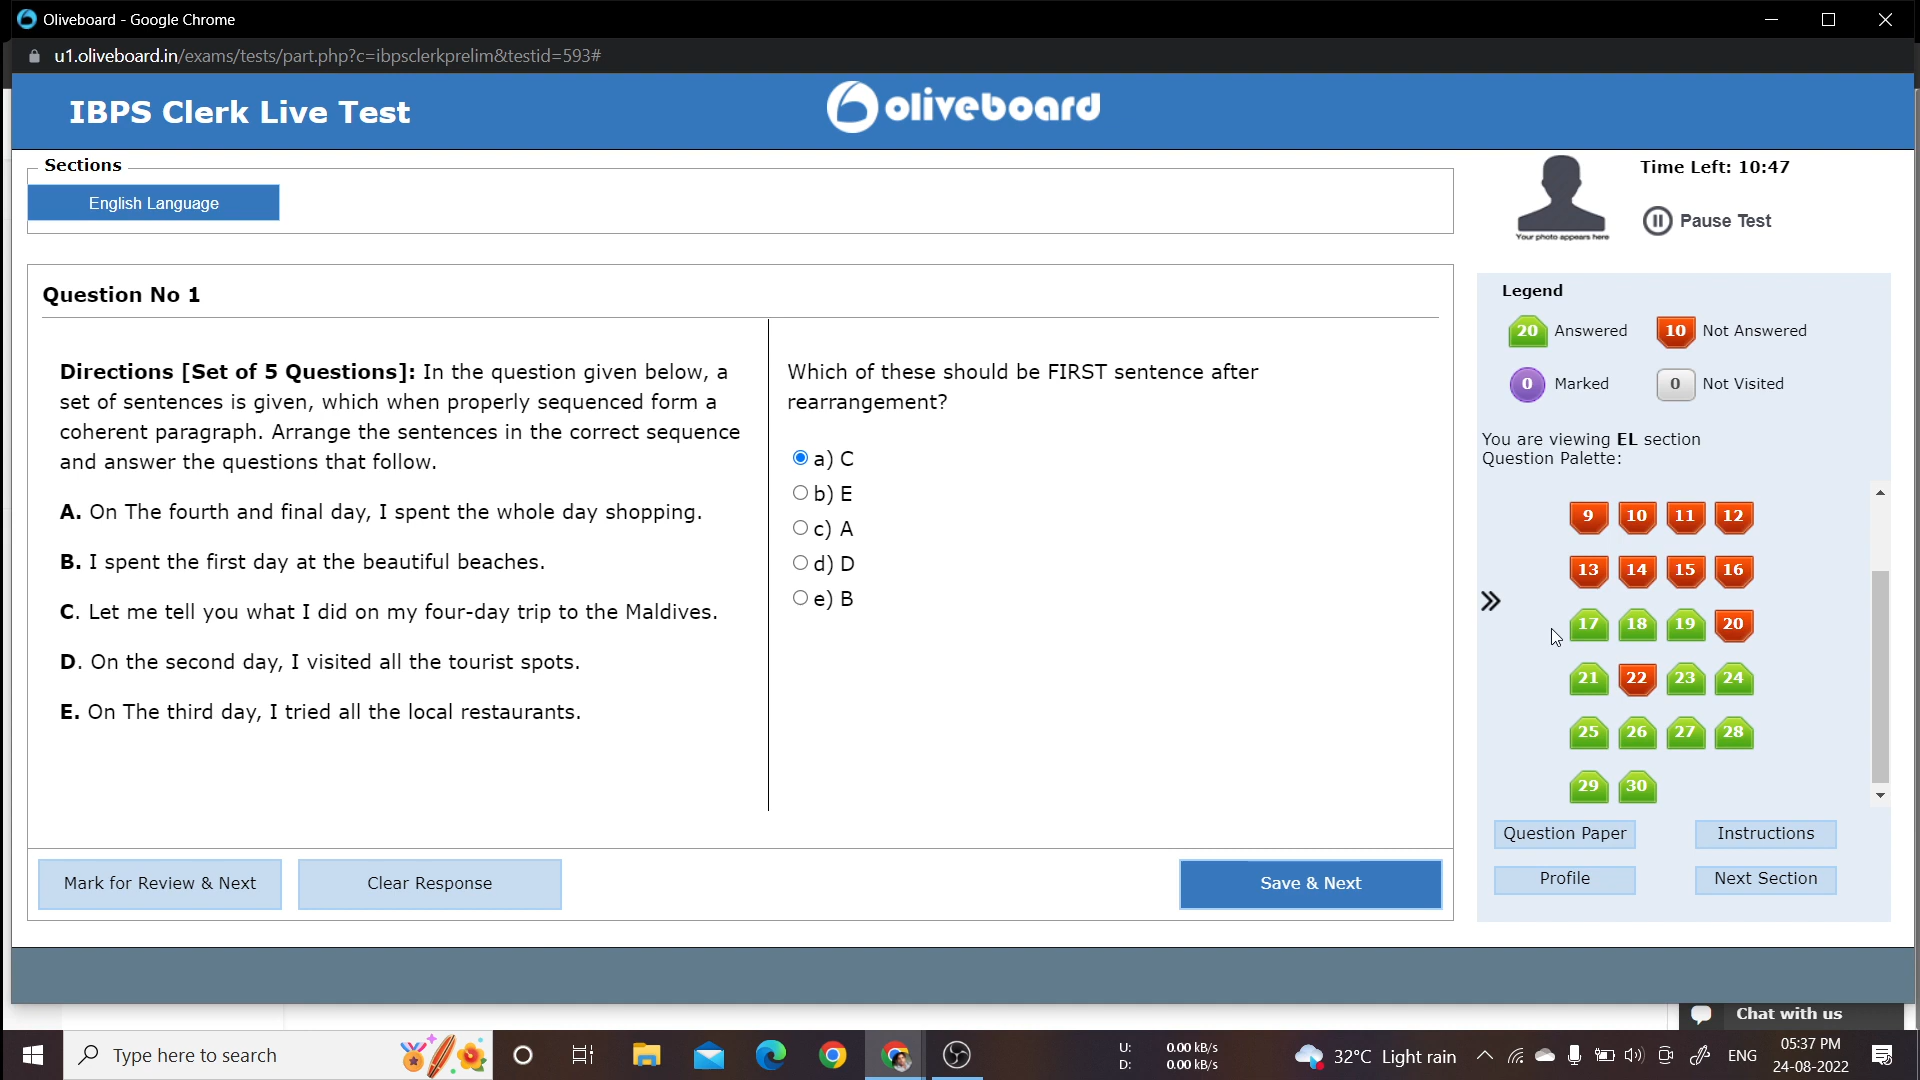 Oliveboard - Google Chrome
u1.oliveboard.in/exams/tests/part.php?c=ibpsclerkprelim&testid=593#
IBPS Clerk Live Test
oliveboard
Sections
English Language
Your photo appears here
Time Left: 10:47
Pause Test
Question No 1
Directions [Set of 5 Questions]: In the question given below, a
set of sentences is given, which when properly sequenced form a
coherent paragraph. Arrange the sentences in the correct sequence
and answer the questions that follow.
A. On The fourth and final day, I spent the whole day shopping.
B. I spent the first day at the beautiful beaches.
C. Let me tell you what I did on my four-day trip to the Maldives.
D. On the second day, I visited all the tourist spots.
E. On The third day, I tried all the local restaurants.
Which of these should be FIRST sentence after
rearrangement?
a) C
b) E
c) A
d) D
e) B
Legend
20 Answered 10 Not Answered
0 Marked 0 Not Visited
You are viewing EL section
Question Palette:
9 10 11 12
13 14 15 16
17 18 19 20
21 22 23 24
25 26 27 28
29 30
Question Paper Instructions
Profile Next Section
Mark for Review & Next Clear Response Save & Next
Chat with us
Type here to search
U: 0.00 kB/s
D: 0.00 kB/s
32°C Light rain
ENG
05:37 PM
24-08-2022